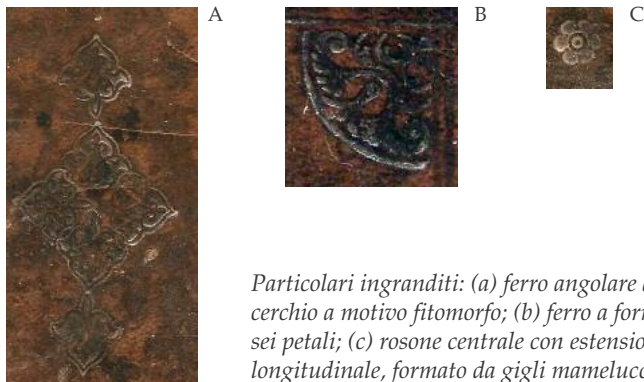 A
B
C
Particolari ingranditi: (a) ferro angolare
cerchio a motivo fitomorfo; (b) ferro a for
sei petali; (c) rosone centrale con estensio
longitudinale, formato da gigli mamelucc